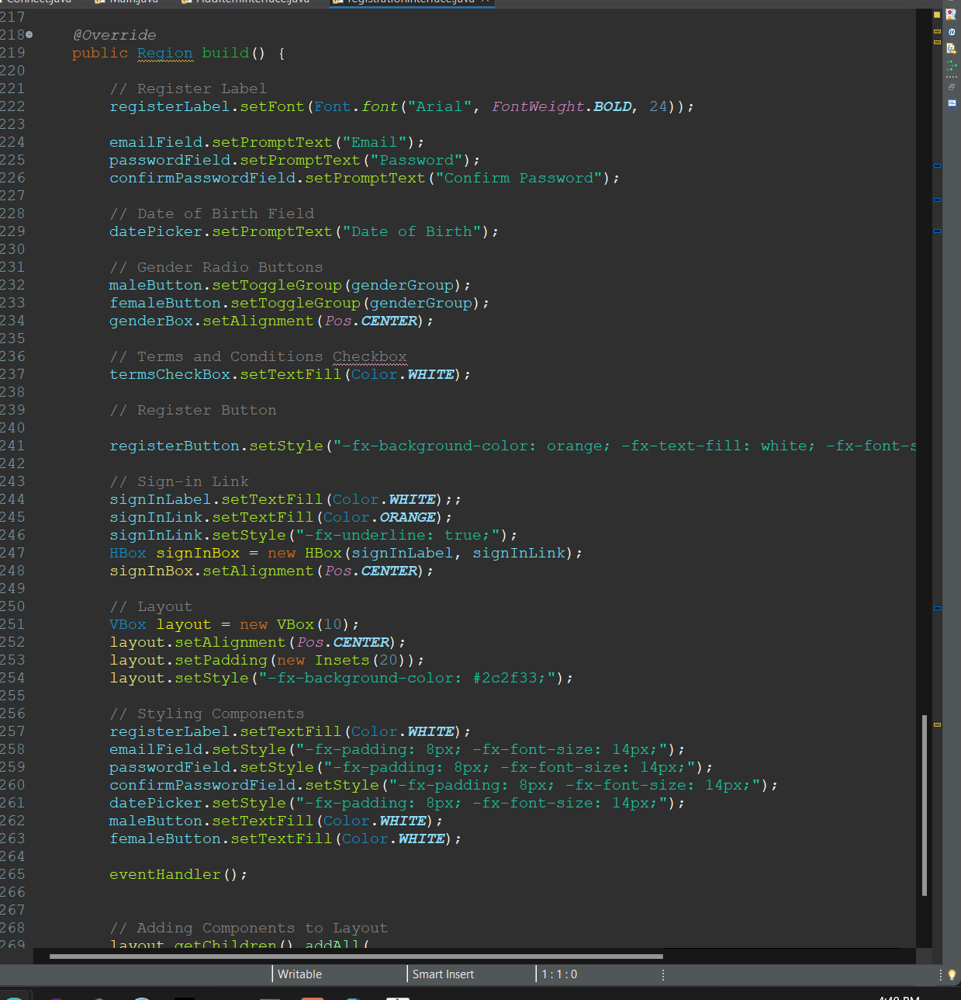 Connect.java Main.java AddItemInterface.java registrationInterface.java
217
218 @Override
219 public Region build() {
220
221 // Register Label
222 registerLabel.setFont(Font.font("Arial", FontWeight.BOLD, 24));
223
224 emailField.setPromptText("Email");
225 passwordField.setPromptText("Password");
226 confirmPasswordField.setPromptText("Confirm Password");
227
228 // Date of Birth Field
229 datePicker.setPromptText("Date of Birth");
230
231 // Gender Radio Buttons
232 maleButton.setToggleGroup(genderGroup);
233 femaleButton.setToggleGroup(genderGroup);
234 genderBox.setAlignment(Pos.CENTER);
235
236 // Terms and Conditions Checkbox
237 termsCheckBox.setTextFill(Color.WHITE);
238
239 // Register Button
240
241 registerButton.setStyle("-fx-background-color: orange; -fx-text-fill: white; -fx-font-s
242
243 // Sign-in Link
244 signInLabel.setTextFill(Color.WHITE);;
245 signInLink.setTextFill(Color.ORANGE);
246 signInLink.setStyle("-fx-underline: true;");
247 HBox signInBox = new HBox(signInLabel, signInLink);
248 signInBox.setAlignment(Pos.CENTER);
249
250 // Layout
251 VBox layout = new VBox(10);
252 layout.setAlignment(Pos.CENTER);
253 layout.setPadding(new Insets(20));
254 layout.setStyle("-fx-background-color: #2c2f33;");
255
256 // Styling Components
257 registerLabel.setTextFill(Color.WHITE);
258 emailField.setStyle("-fx-padding: 8px; -fx-font-size: 14px;");
259 passwordField.setStyle("-fx-padding: 8px; -fx-font-size: 14px;");
260 confirmPasswordField.setStyle("-fx-padding: 8px; -fx-font-size: 14px;");
261 datePicker.setStyle("-fx-padding: 8px; -fx-font-size: 14px;");
262 maleButton.setTextFill(Color.WHITE);
263 femaleButton.setTextFill(Color.WHITE);
264
265 eventHandler();
266
267
268 // Adding Components to Layout
269 layout.getChildren().addAll(
Writable Smart Insert 1 : 1 : 0
4:40 PM